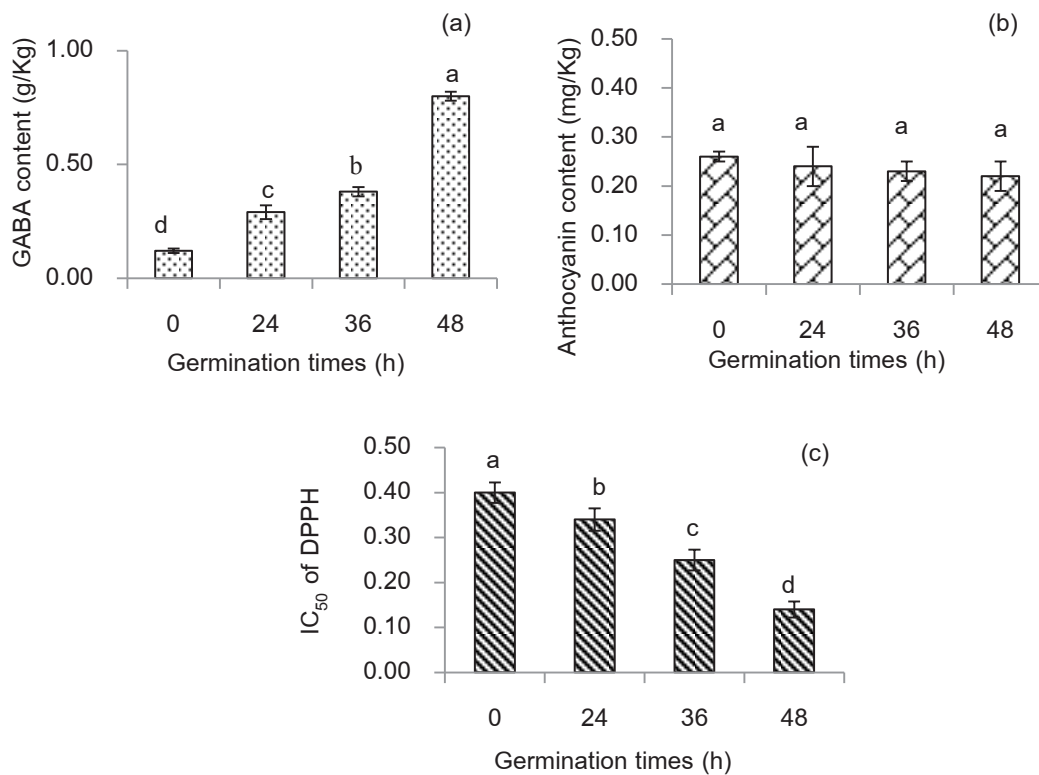 (a)
GABA content (g/Kg)
1.00
0.50
0.00
d
c
b
a
0 24 36 48
Germination times (h)
(b)
Anthocyanin content (mg/Kg)
0.50
0.40
0.30
0.20
0.10
0.00
a a a a
0 24 36 48
Germination times (h)
(c)
IC50 of DPPH
0.50
0.40
0.30
0.20
0.10
0.00
a
b
c
d
0 24 36 48
Germination times (h)